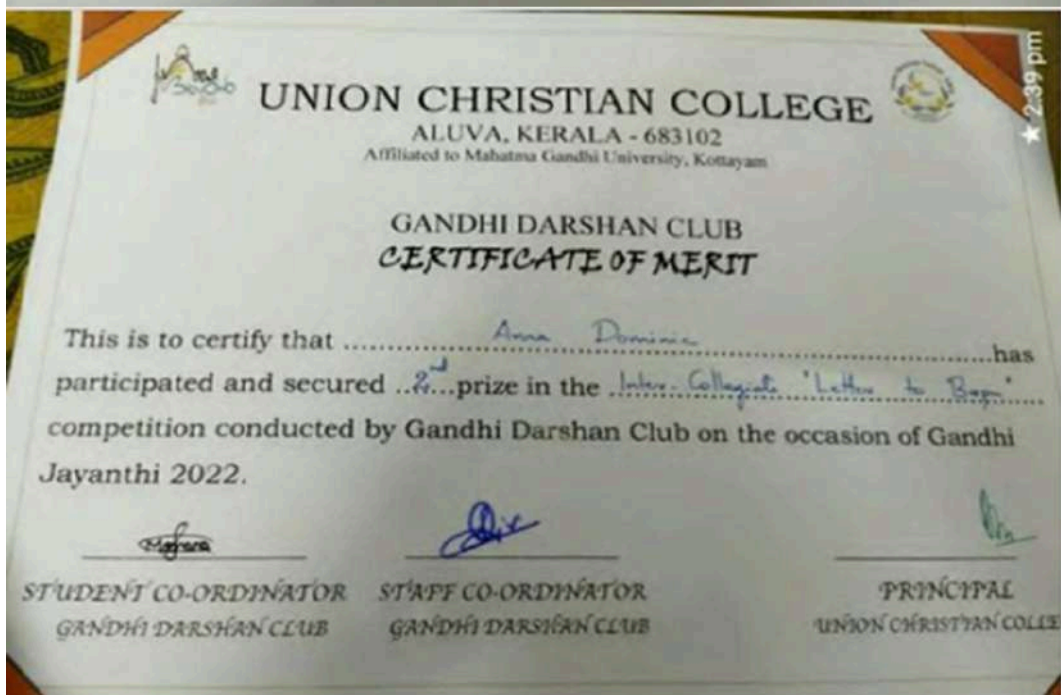 ★ 2:39 pm
UNION CHRISTIAN COLLEGE
ALUVA, KERALA - 683102
Affiliated to Mahatma Gandhi University, Kottayam
GANDHI DARSHAN CLUB
CERTIFICATE OF MERIT
This is to certify that .......... Anna Dominic ..........has
participated and secured ..2nd...prize in the ..Inter-Collegiate 'Letter to Bapu'..
competition conducted by Gandhi Darshan Club on the occasion of Gandhi
Jayanthi 2022.
STUDENT CO-ORDINATOR STAFF CO-ORDINATOR PRINCIPAL
GANDHI DARSHAN CLUB GANDHI DARSHAN CLUB UNION CHRISTIAN COLLE